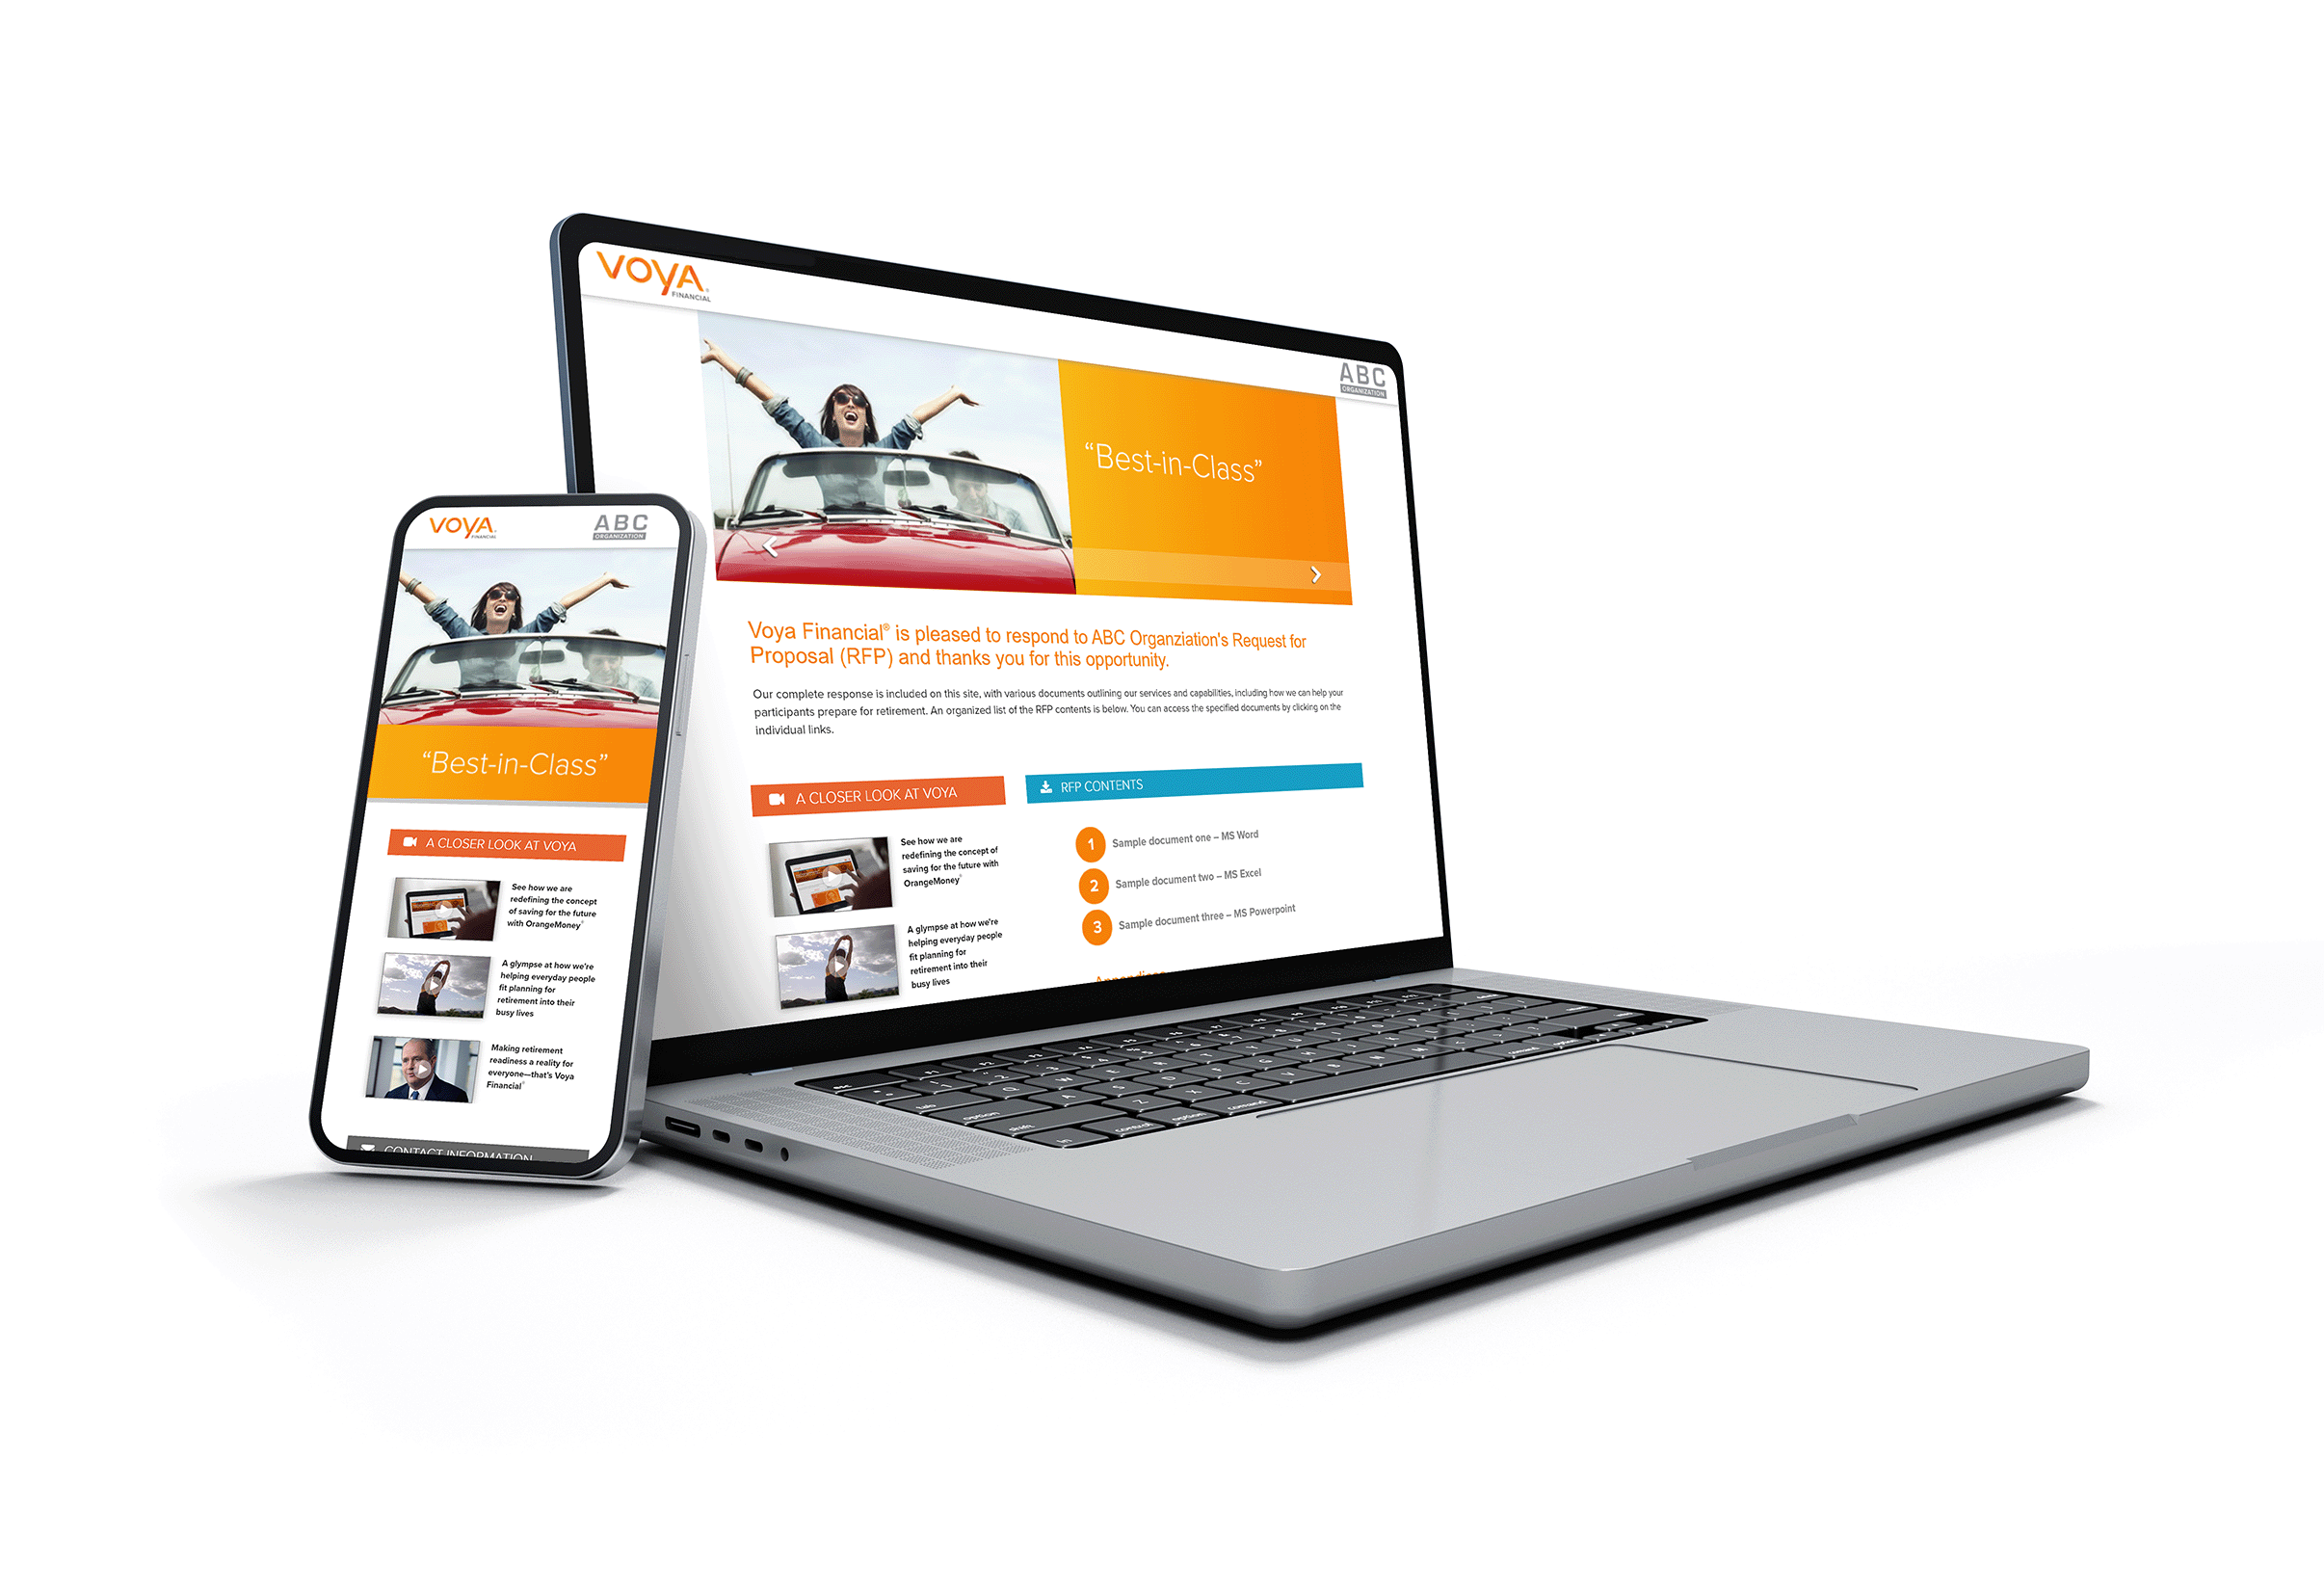 VOYA
FINANCIAL
ABC
ORGANIZATION
“Best-in-Class”
Voya Financial® is pleased to respond to ABC Organziation's Request for
Proposal (RFP) and thanks you for this opportunity.
Our complete response is included on this site, with various documents outlining our services and capabilities, including how we can help your
participants prepare for retirement. An organized list of the RFP contents is below. You can access the specified documents by clicking on the
individual links.
A CLOSER LOOK AT VOYA
See how we are
redefining the concept of
saving for the future with
OrangeMoney®
A glympse at how we're
helping everyday people
fit planning for
retirement into their
busy lives
RFP CONTENTS
1 Sample document one – MS Word
2 Sample document two – MS Excel
3 Sample document three – MS Powerpoint
Appendices
VOYA
FINANCIAL
ABC
ORGANIZATION
“Best-in-Class”
A CLOSER LOOK AT VOYA
See how we are
redefining the concept
of saving for the future
with OrangeMoney®
A glympse at how we're
helping everyday people
fit planning for
retirement into their
busy lives
Making retirement
readiness a reality for
everyone—that's Voya
Financial®
CONTACT INFORMATION